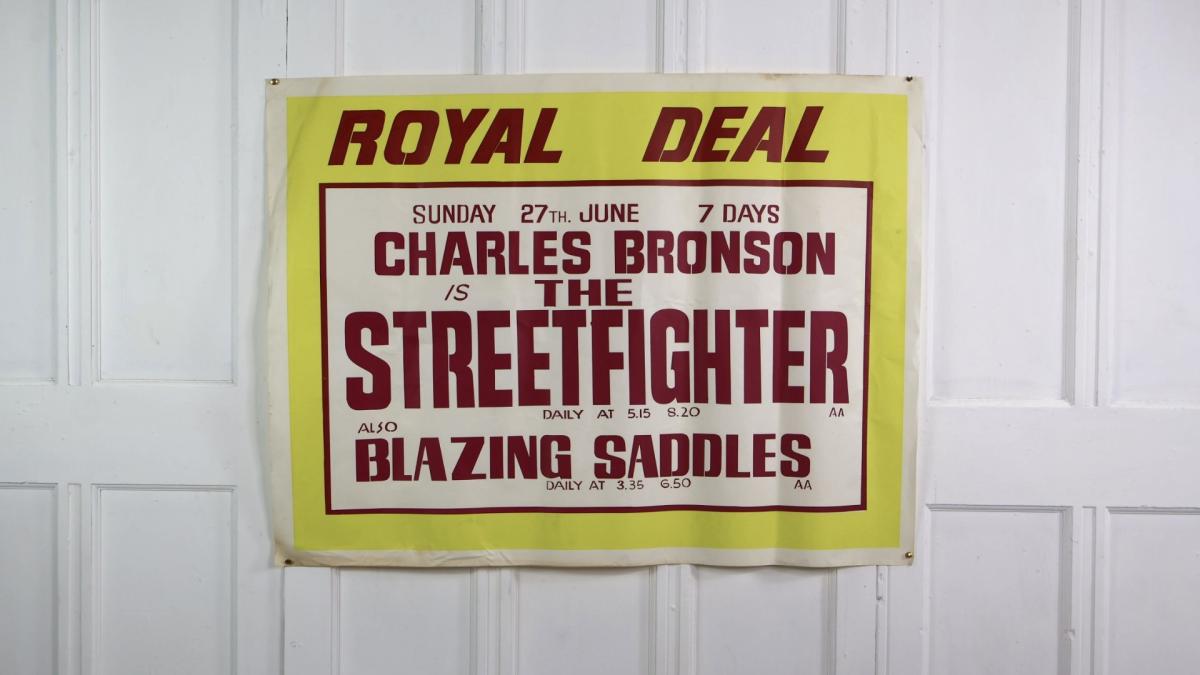 ROYAL DEAL
SUNDAY 27TH. JUNE 7 DAYS
CHARLES BRONSON
IS THE
STREETFIGHTER
DAILY AT 5.15 8.20 AA
ALSO
BLAZING SADDLES
DAILY AT 3.35 6.50 AA